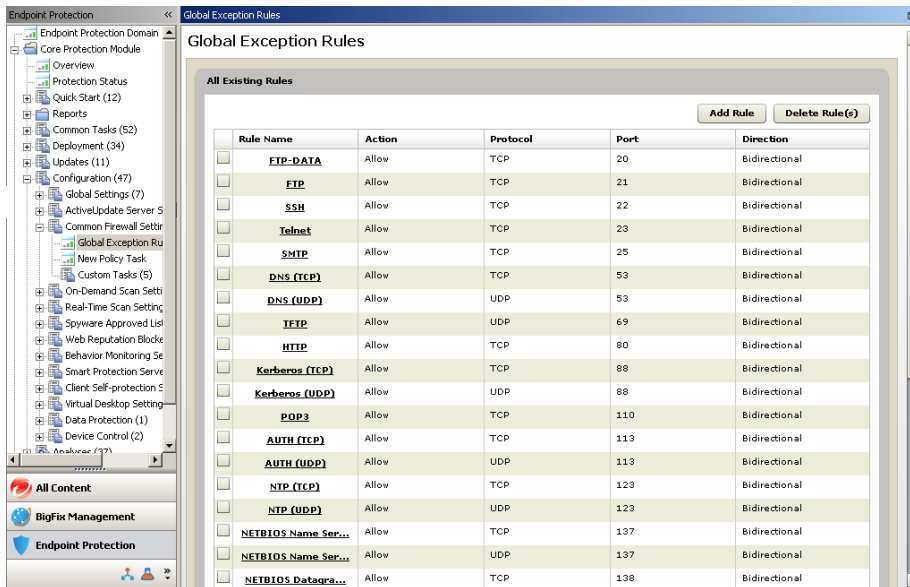 Endpoint Protection
Endpoint Protection Domain
Core Protection Module
Overview
Protection Status
Quick Start (12)
Reports
Common Tasks (52)
Deployment (34)
Updates (11)
Configuration (47)
Global Settings (7)
ActiveUpdate Server S
Common Firewall Settin
Global Exception Ru
New Policy Task
Custom Tasks (5)
On-Demand Scan Setti
Real-Time Scan Setting
Spyware Approved List
Web Reputation Blocke
Behavior Monitoring Se
Smart Protection Serve
Client Self-protection S
Virtual Desktop Setting
Data Protection (1)
Device Control (2)
Analyses (37)
All Content
BigFix Management
Endpoint Protection
Global Exception Rules
Global Exception Rules
All Existing Rules
Add Rule Delete Rule(s)
Rule Name Action Protocol Port Direction
FTP-DATA Allow TCP 20 Bidirectional
FTP Allow TCP 21 Bidirectional
SSH Allow TCP 22 Bidirectional
Telnet Allow TCP 23 Bidirectional
SMTP Allow TCP 25 Bidirectional
DNS (TCP) Allow TCP 53 Bidirectional
DNS (UDP) Allow UDP 53 Bidirectional
TFTP Allow UDP 69 Bidirectional
HTTP Allow TCP 80 Bidirectional
Kerberos (TCP) Allow TCP 88 Bidirectional
Kerberos (UDP) Allow UDP 88 Bidirectional
POP3 Allow TCP 110 Bidirectional
AUTH (TCP) Allow TCP 113 Bidirectional
AUTH (UDP) Allow UDP 113 Bidirectional
NTP (TCP) Allow TCP 123 Bidirectional
NTP (UDP) Allow UDP 123 Bidirectional
NETBIOS Name Ser... Allow TCP 137 Bidirectional
NETBIOS Name Ser... Allow UDP 137 Bidirectional
NETBIOS Datagra... Allow TCP 138 Bidirectional